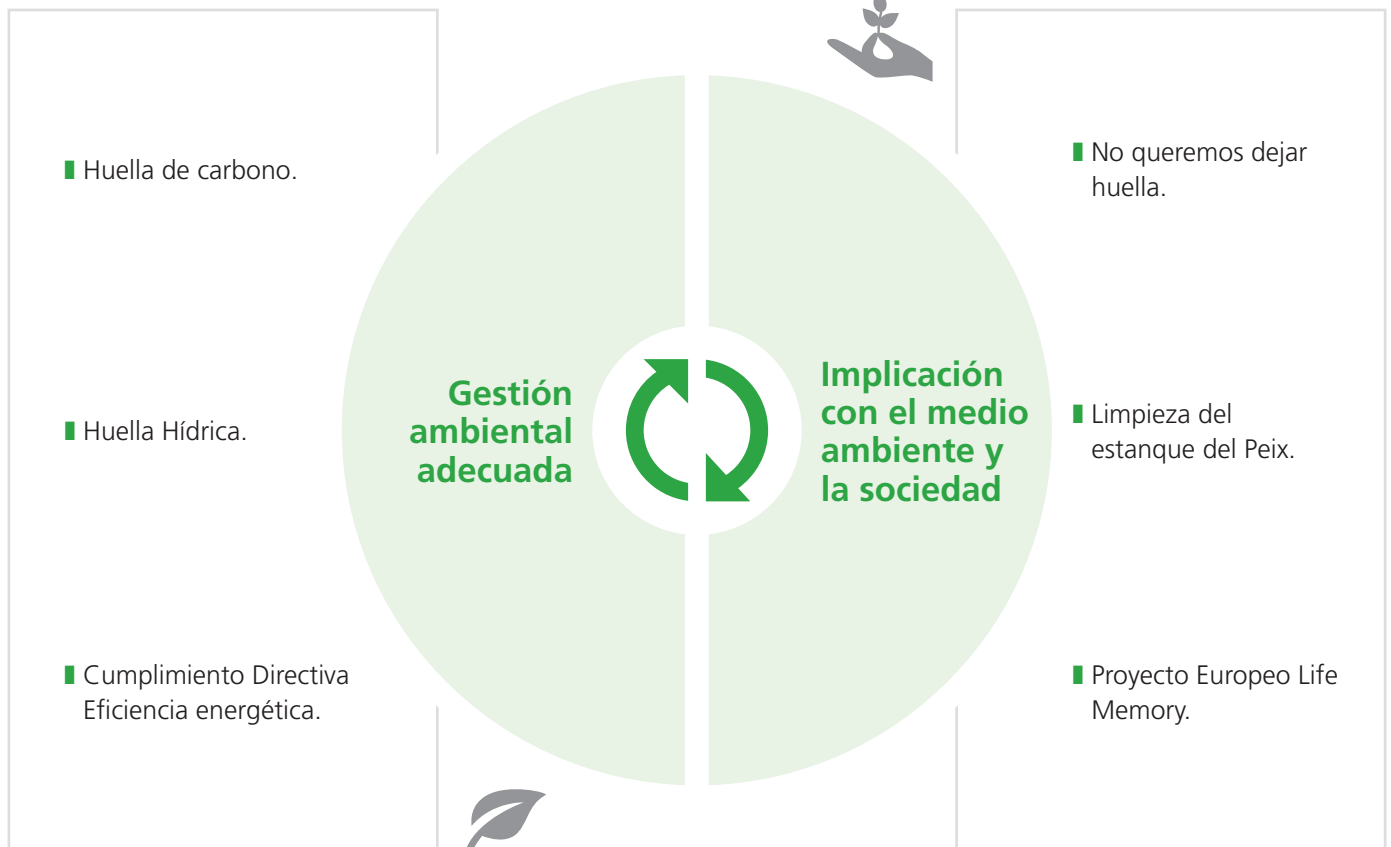 Huella de carbono.
Huella Hídrica.
Cumplimiento Directiva
Eficiencia energética.
Gestión
ambiental
adecuada
Implicación
con el medio
ambiente y
la sociedad
No queremos dejar
huella.
Limpieza del
estanque del Peix.
Proyecto Europeo Life
Memory.